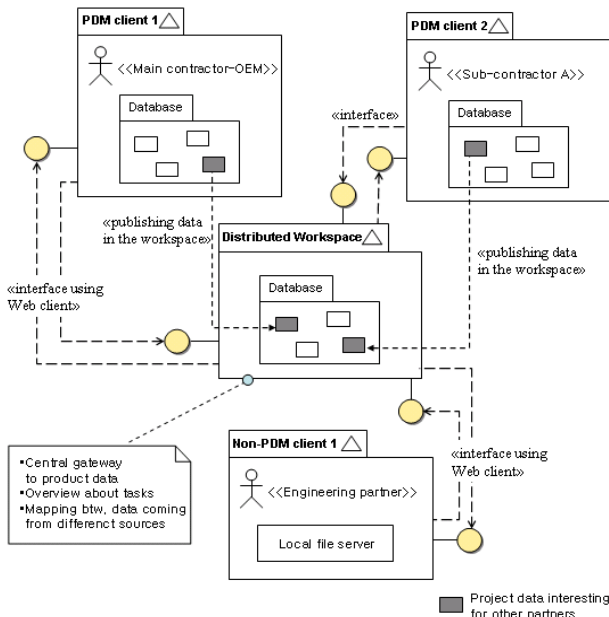 PDM client 1
<<Main contractor-OEM>>
Database
PDM client 2
<<Sub-contractor A>>
Database
«interface»
«publishing data
in the workspace»
«publishing data
in the workspace»
Distributed Workspace
Database
«interface using
Web client»
Non-PDM client 1
<<Engineering partner>>
Local file server
«interface using
Web client»
▪Central gateway
to product data
▪Overview about tasks
▪Mapping btw, data coming
from differenct sources
Project data interesting
for other partners